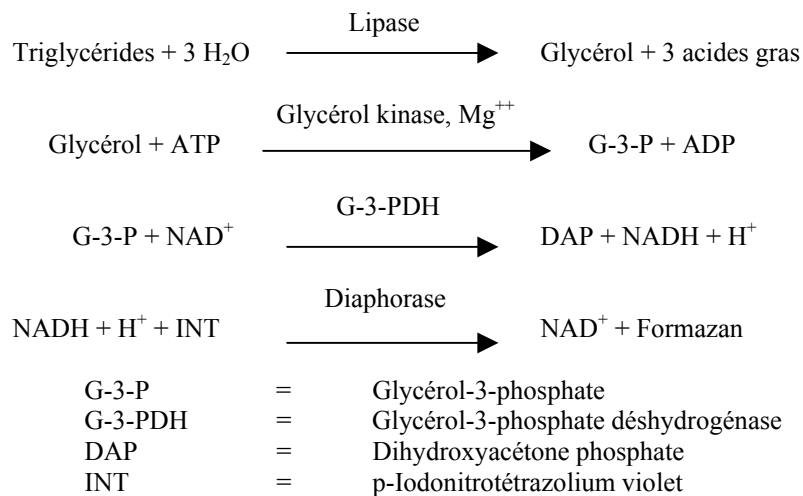 Lipase
Triglycérides + 3 H₂O Glycérol + 3 acides gras
Glycérol kinase, Mg⁺⁺
Glycérol + ATP G-3-P + ADP
G-3-PDH
G-3-P + NAD⁺ DAP + NADH + H⁺
Diaphorase
NADH + H⁺ + INT NAD⁺ + Formazan
G-3-P = Glycérol-3-phosphate
G-3-PDH = Glycérol-3-phosphate déshydrogénase
DAP = Dihydroxyacétone phosphate
INT = p-Iodonitrotétrazolium violet